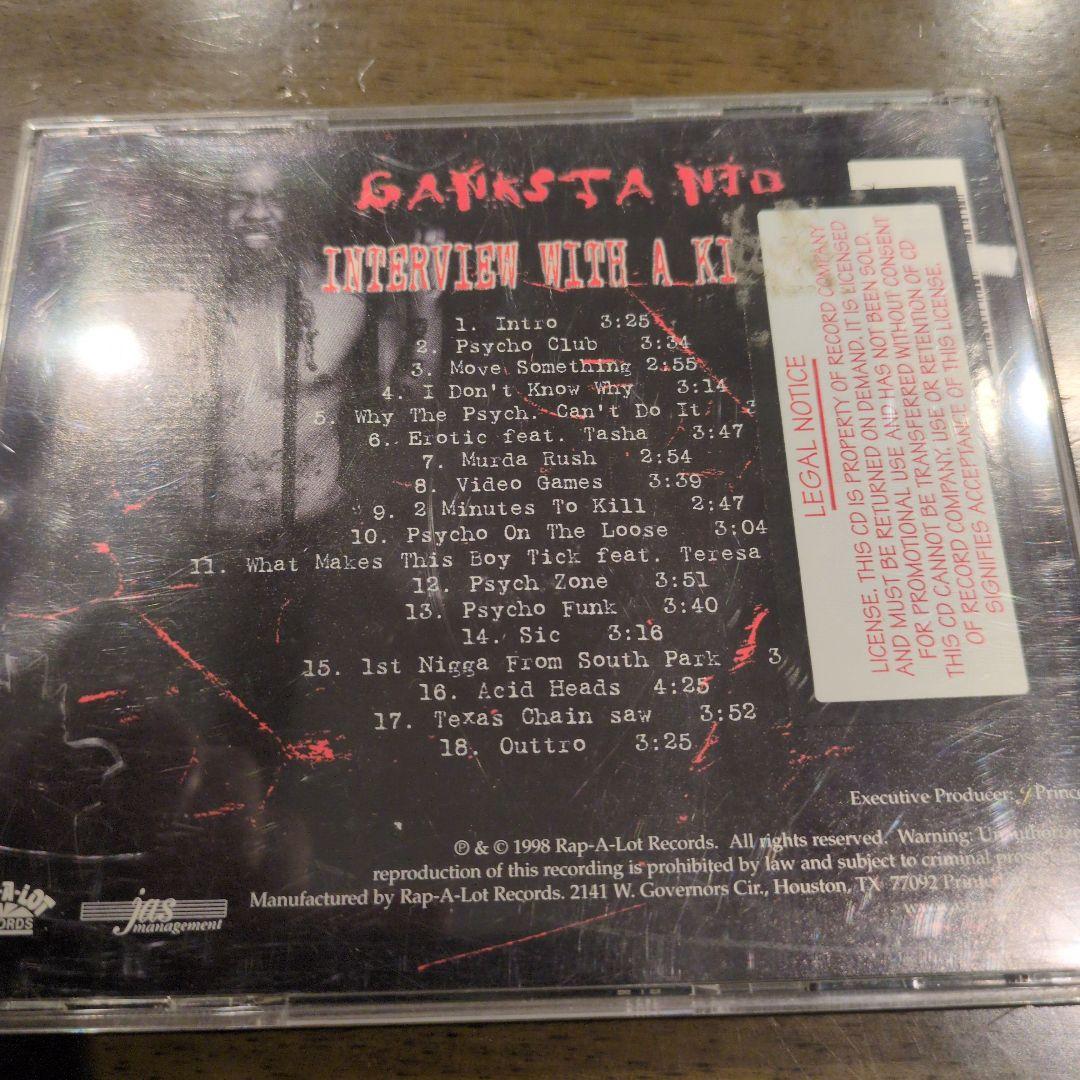 GANKSTA NID
INTERVIEW WITH A KI
1. Intro 3:25
2. Psycho Club 3:34
3. Move Something 2:55
4. I Don't Know Why 3:14
5. Why The Psych. Can't Do It
6. Erotic feat. Tasha 3:47
7. Murda Rush 2:54
8. Video Games 3:39
9. 2 Minutes To Kill 2:47
10. Psycho On The Loose 3:04
11. What Makes This Boy Tick feat. Teresa
12. Psych Zone 3:51
13. Psycho Funk 3:40
14. Sic 3:16
15. 1st Nigga From South Park 3
16. Acid Heads 4:25
17. Texas Chain saw 3:52
18. Outtro 3:25
LEGAL NOTICE
LICENSE. THIS CD IS PROPERTY OF RECORD COMPANY
AND MUST BE RETURNED ON DEMAND. IT IS LICENSED
FOR PROMOTIONAL USE AND HAS NOT BEEN SOLD.
THIS CD CANNOT BE TRANSFERRED WITHOUT CONSENT
OF RECORD COMPANY. USE OR RETENTION OF CD
SIGNIFIES ACCEPTANCE OF THIS LICENSE.
Executive Producer: J Prince
℗ & © 1998 Rap-A-Lot Records. All rights reserved. Warning: Unauthorized
reproduction of this recording is prohibited by law and subject to criminal
Manufactured by Rap-A-Lot Records. 2141 W. Governors Cir., Houston, TX 77092 Printed
-A-LOT
ORDS
jas
management